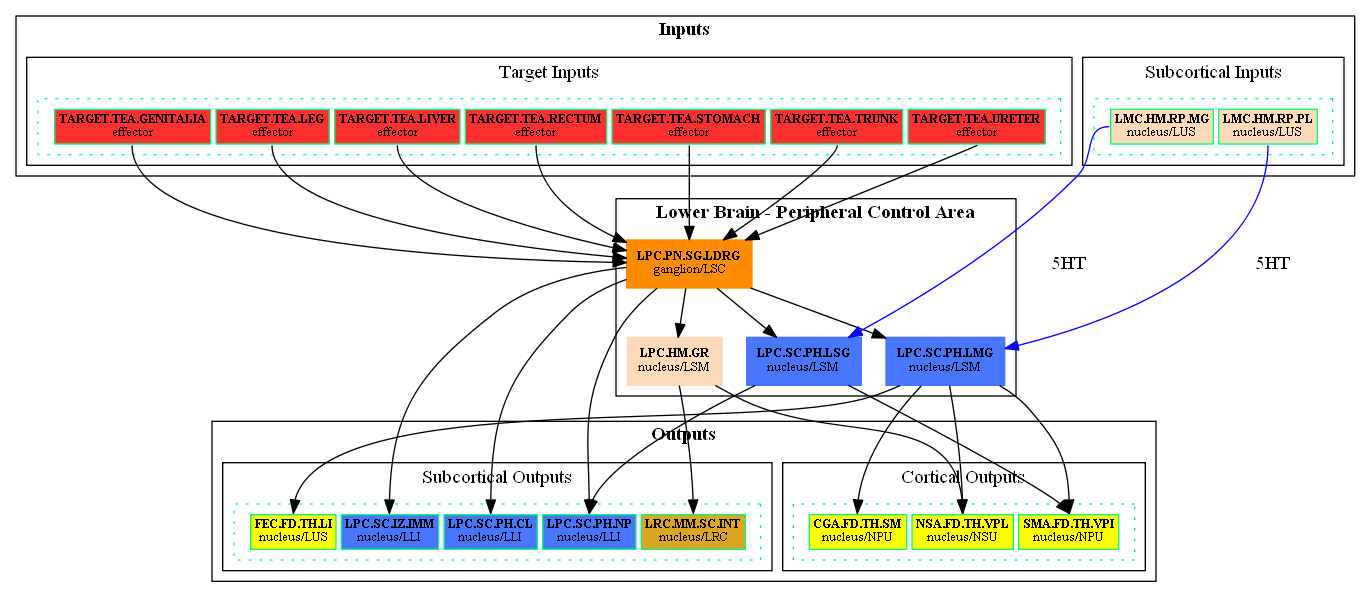 Inputs
Target Inputs
Subcortical Inputs
TARGET.TEA.GENITALIA
effector
TARGET.TEA.LEG
effector
TARGET.TEA.LIVER
effector
TARGET.TEA.RECTUM
effector
TARGET.TEA.STOMACH
effector
TARGET.TEA.TRUNK
effector
TARGET.TEA.URETER
effector
LMC.HM.RP.MG
nucleus/LUS
LMC.HM.RP.PL
nucleus/LUS
Lower Brain - Peripheral Control Area
LPC.PN.SG.LDRG
ganglion/LSC
5HT
5HT
LPC.HM.GR
nucleus/LSM
LPC.SC.PH.LSG
nucleus/LSM
LPC.SC.PH.LMG
nucleus/LSM
Outputs
Subcortical Outputs
Cortical Outputs
FEC.FD.TH.LI
nucleus/LUS
LPC.SC.IZ.IMM
nucleus/LLI
LPC.SC.PH.CL
nucleus/LLI
LPC.SC.PH.NP
nucleus/LLI
LRC.MM.SC.INT
nucleus/LRC
CGA.FD.TH.SM
nucleus/NPU
NSA.FD.TH.VPL
nucleus/NSU
SMA.FD.TH.VPI
nucleus/NPU